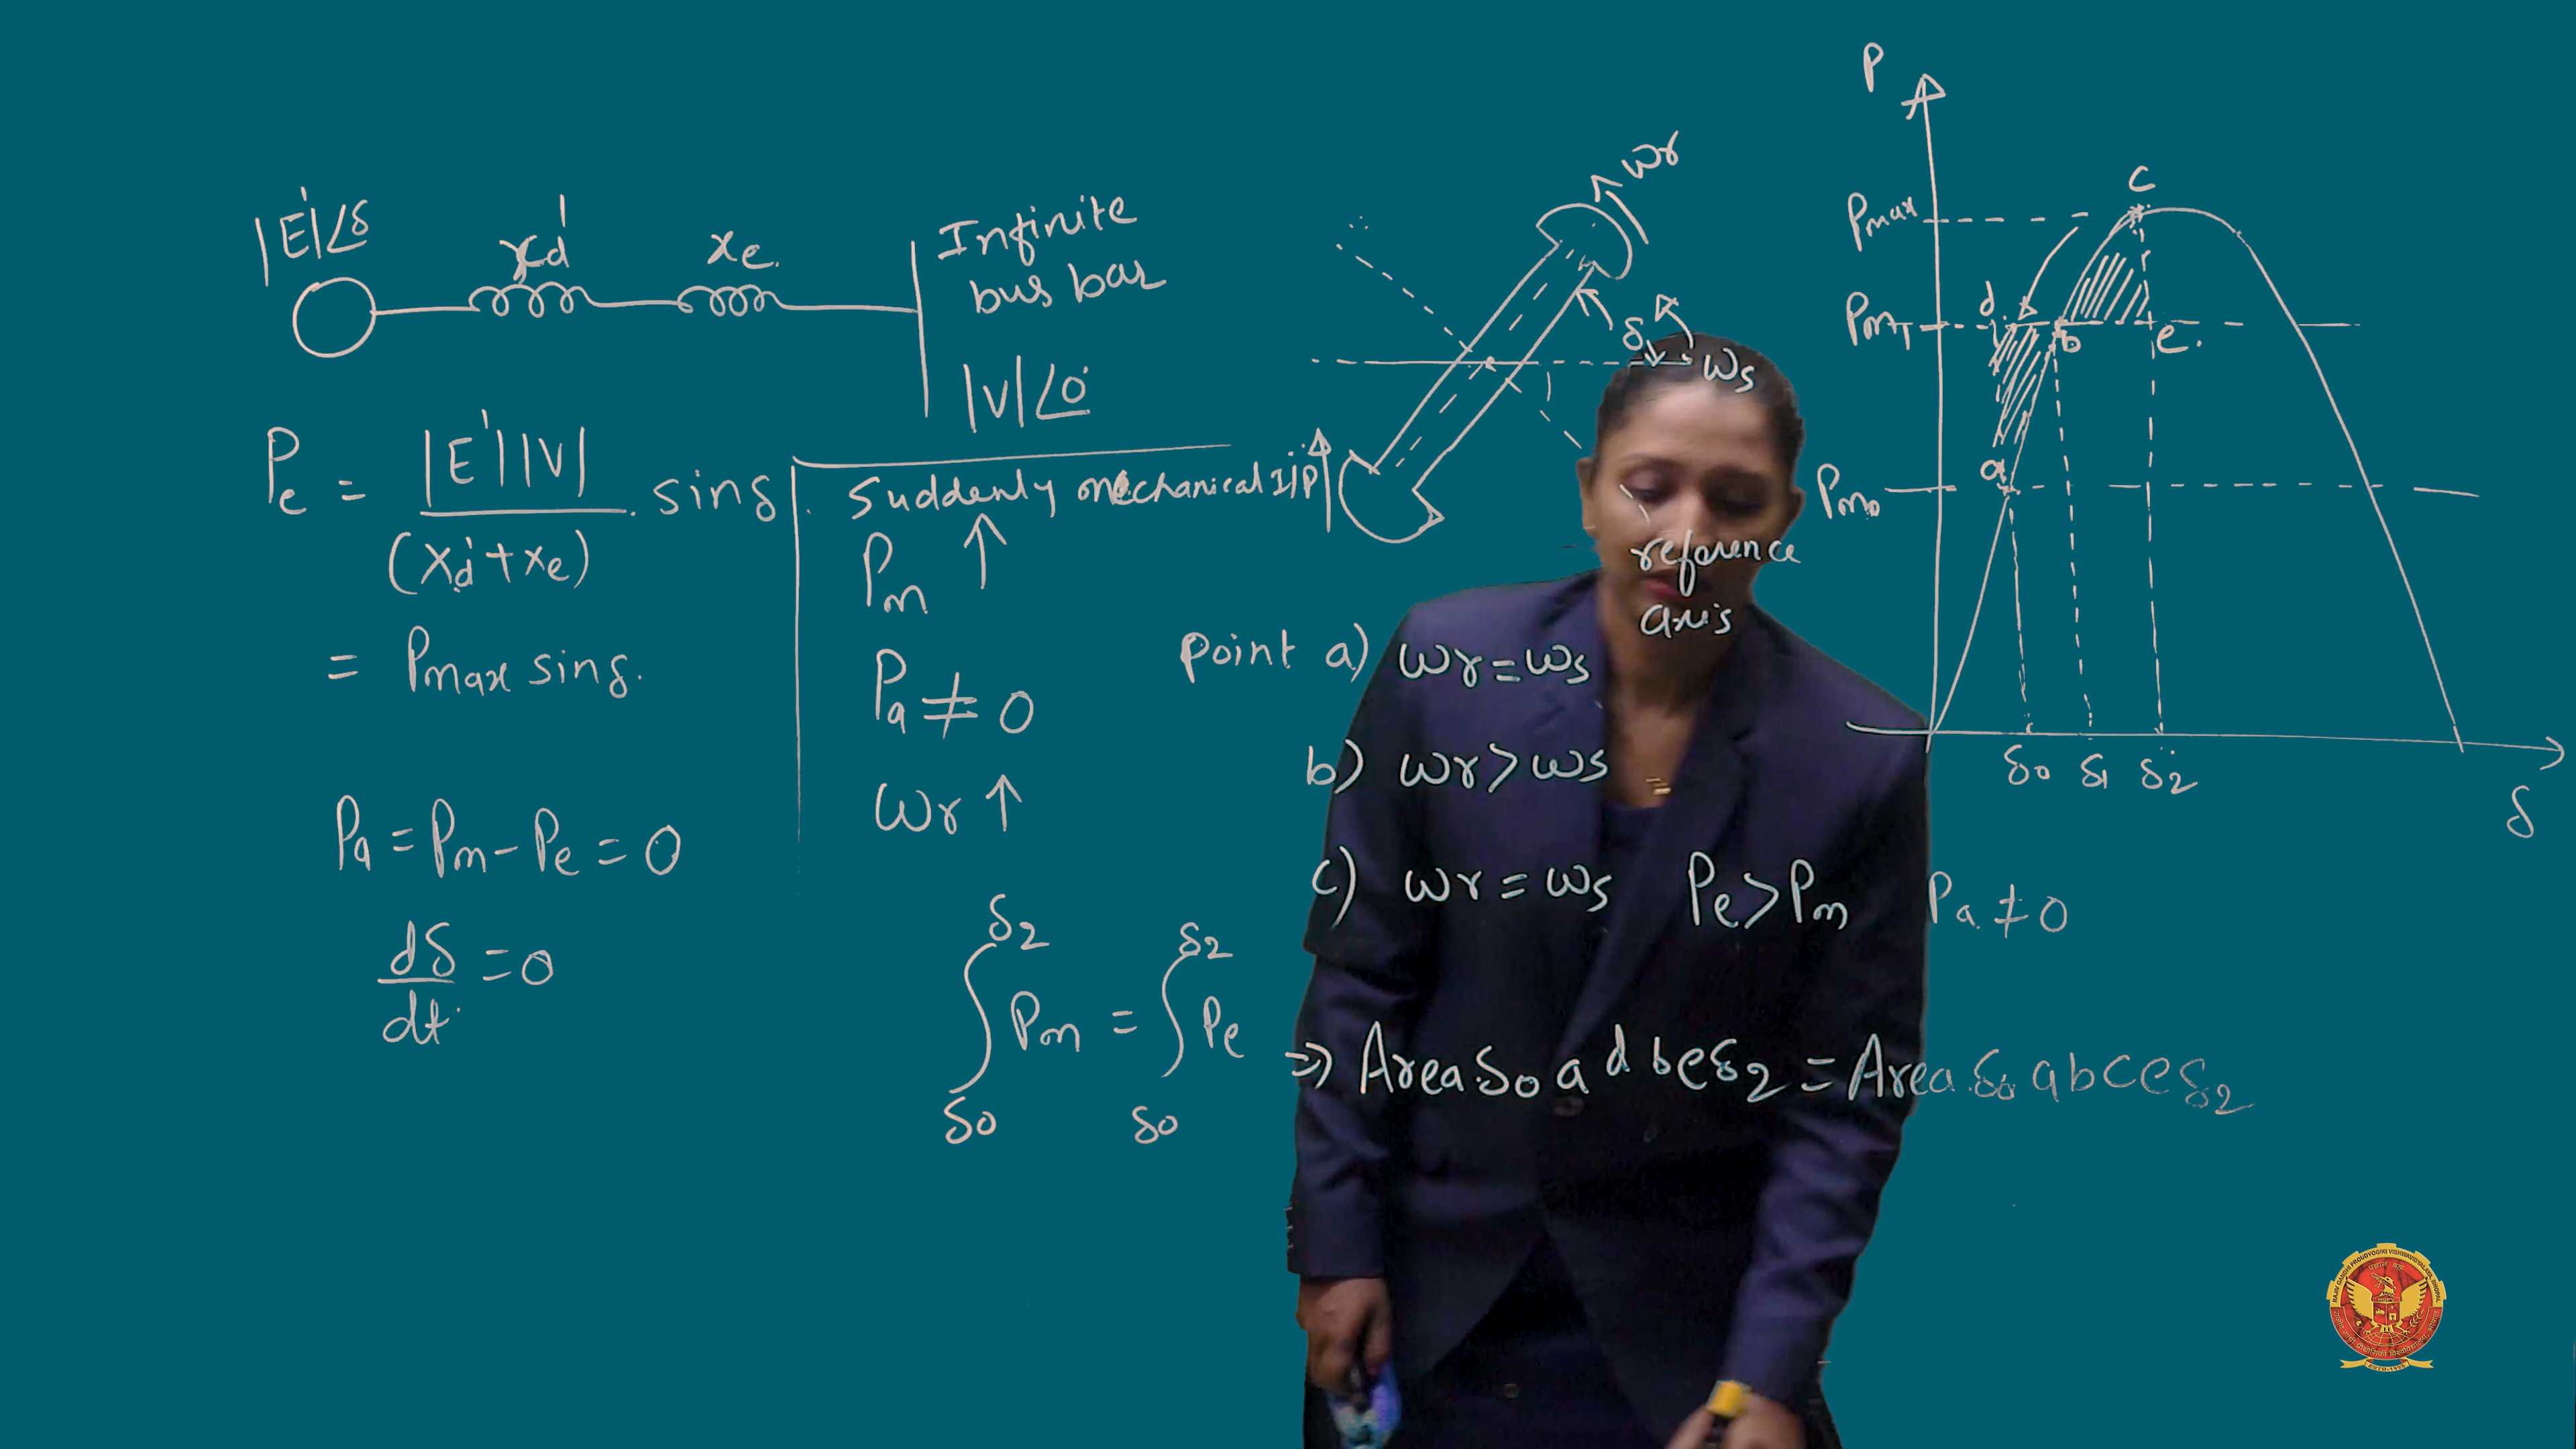 |E'|∠δ
xd'
xe
Infinite
bus bar
|V|∠0°
Pe = |E'||V| / (xd'+xe) . sinδ
= Pmax sinδ.
Pa = Pm - Pe = 0
dδ/dt = 0
Suddenly mechanical I/P ↑
Pm ↑
Pa ≠ 0
ωr ↑
ωr
δ
ωs
reference
axis
point a) ωr = ωs
b) ωr > ωs
c) ωr = ωs Pe > Pm Pa ≠ 0
∫δ0^δ2 Pm = ∫δ0^δ2 Pe ⇒ Area δ0 a d b e δ2 = Area δ0 a b c e δ2
P
Pmax
c
Pm1
d
b
e.
Pm0
a
δ0 δ1 δ2
δ